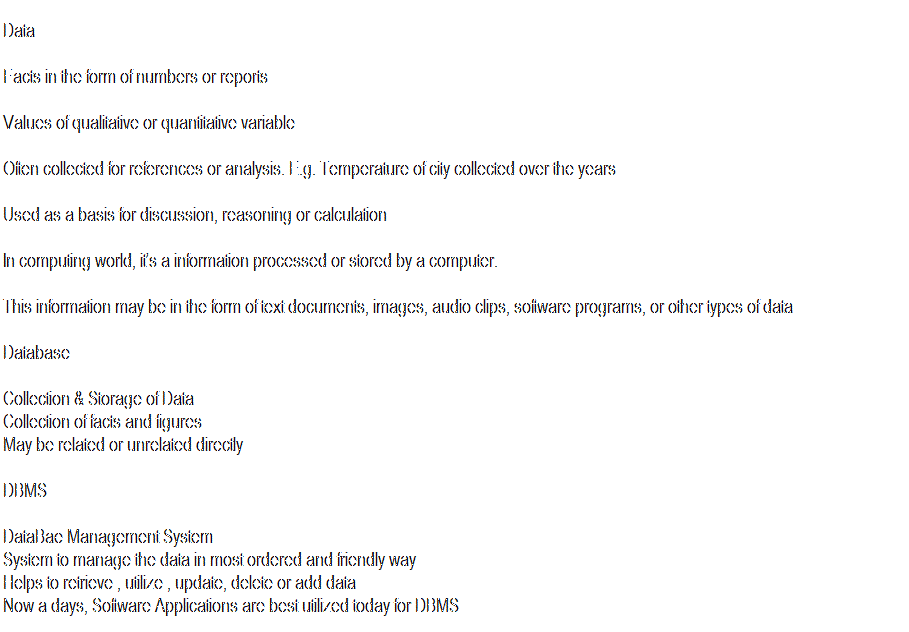 Data
Facts in the form of numbers or reports
Values of qualitative or quantitative variable
Often collected for references or analysis. E.g. Temperature of city collected over the years
Used as a basis for discussion, reasoning or calculation
In computing world, it's a information processed or stored by a computer.
This information may be in the form of text documents, images, audio clips, software programs, or other types of data
Database
Collection & Storage of Data
Collection of facts and figures
May be related or unrelated directly
DBMS
DataBae Management System
System to manage the data in most ordered and friendly way
Helps to retrieve , utilize , update, delete or add data
Now a days, Software Applications are best utilized today for DBMS